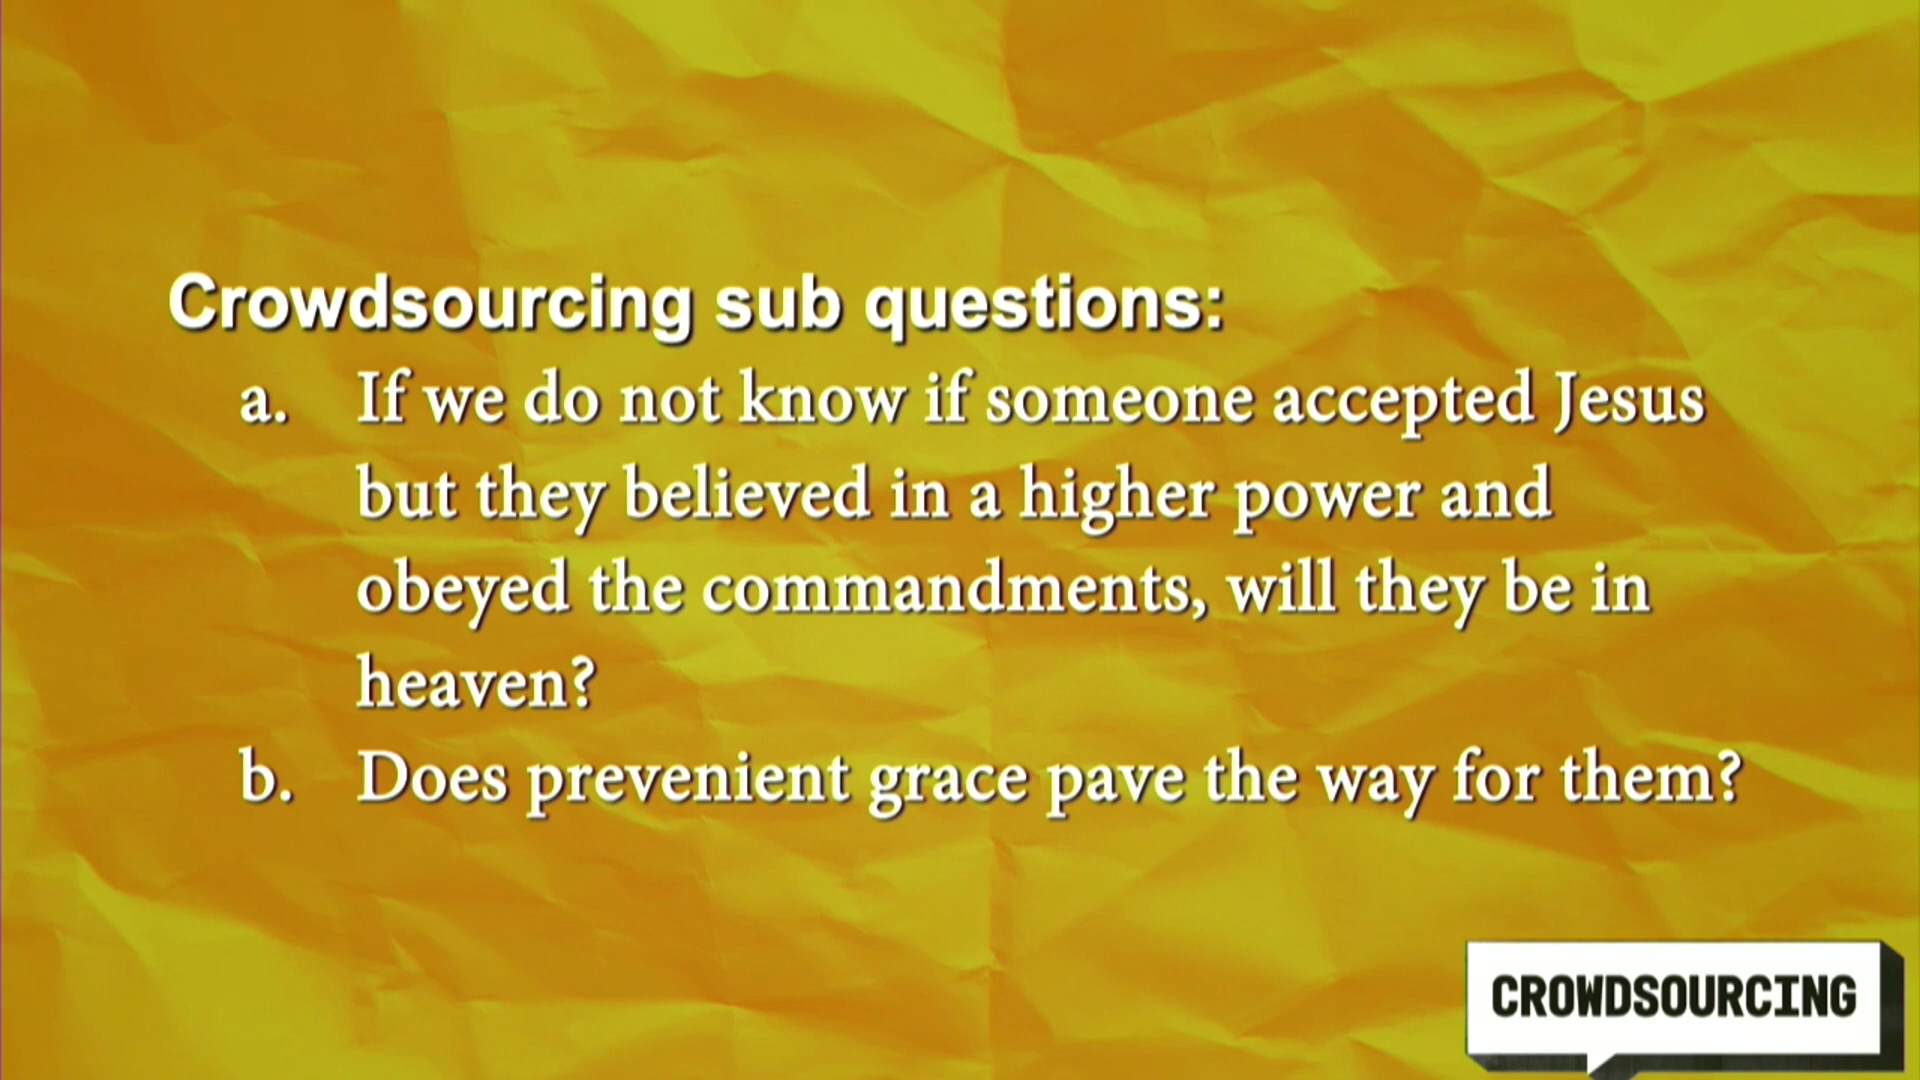 Crowdsourcing sub questions:
a. If we do not know if someone accepted Jesus
but they believed in a higher power and
obeyed the commandments, will they be in
heaven?
b. Does prevenient grace pave the way for them?
CROWDSOURCING